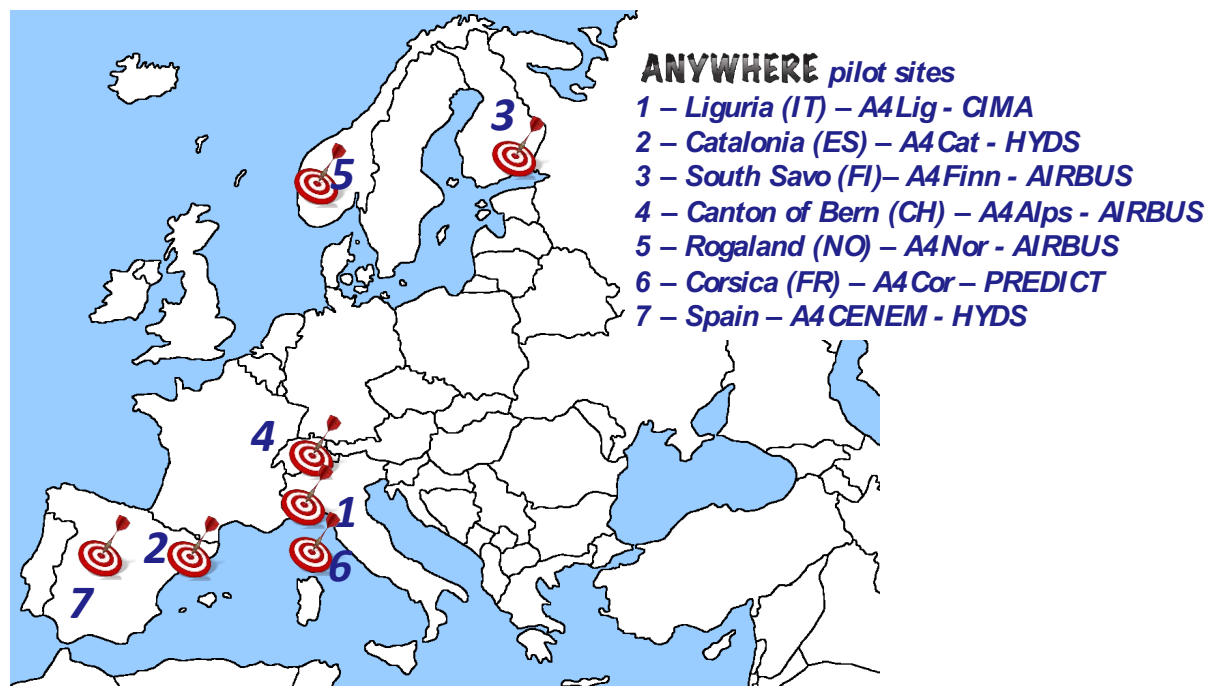 ANYWHERE pilot sites
1 – Liguria (IT) – A4Lig - CIMA
2 – Catalonia (ES) – A4Cat - HYDS
3 – South Savo (FI)– A4Finn - AIRBUS
4 – Canton of Bern (CH) – A4Alps - AIRBUS
5 – Rogaland (NO) – A4Nor - AIRBUS
6 – Corsica (FR) – A4Cor – PREDICT
7 – Spain – A4CENEM - HYDS
3
5
4
1
2
6
7